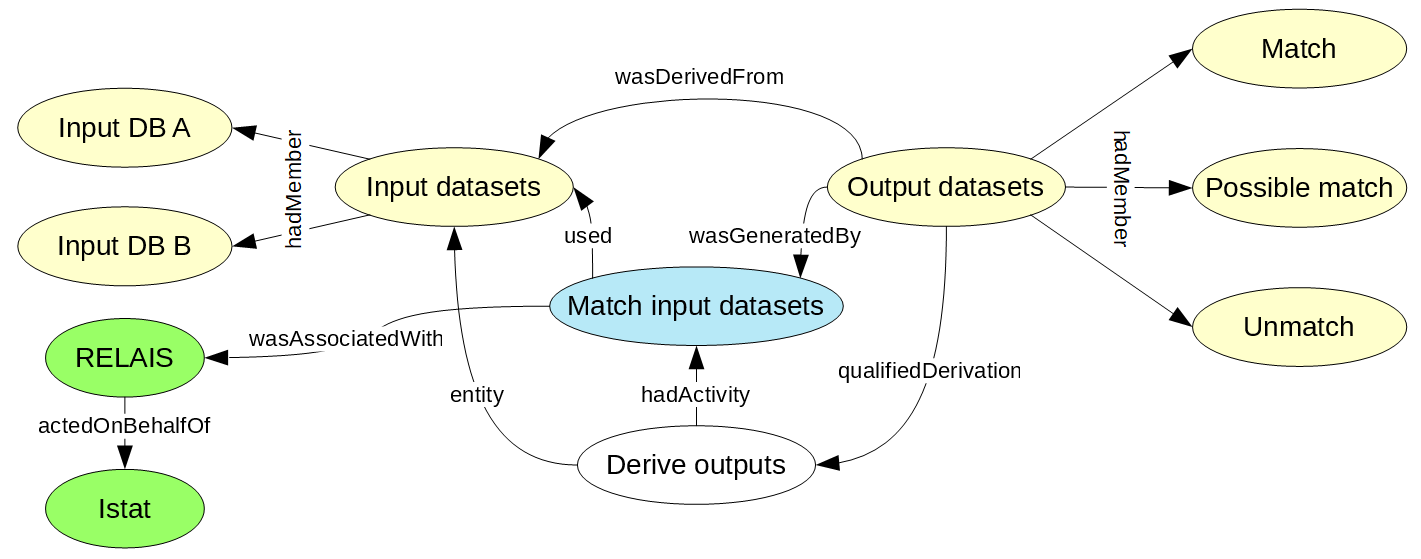 Match
wasDerivedFrom
Input DB A
hadMember
hadMember
Input datasets
Output datasets
Possible match
Input DB B
used
wasGeneratedBy
Match input datasets
Unmatch
wasAssociatedWith
RELAIS
qualifiedDerivation
entity
hadActivity
actedOnBehalfOf
Derive outputs
Istat